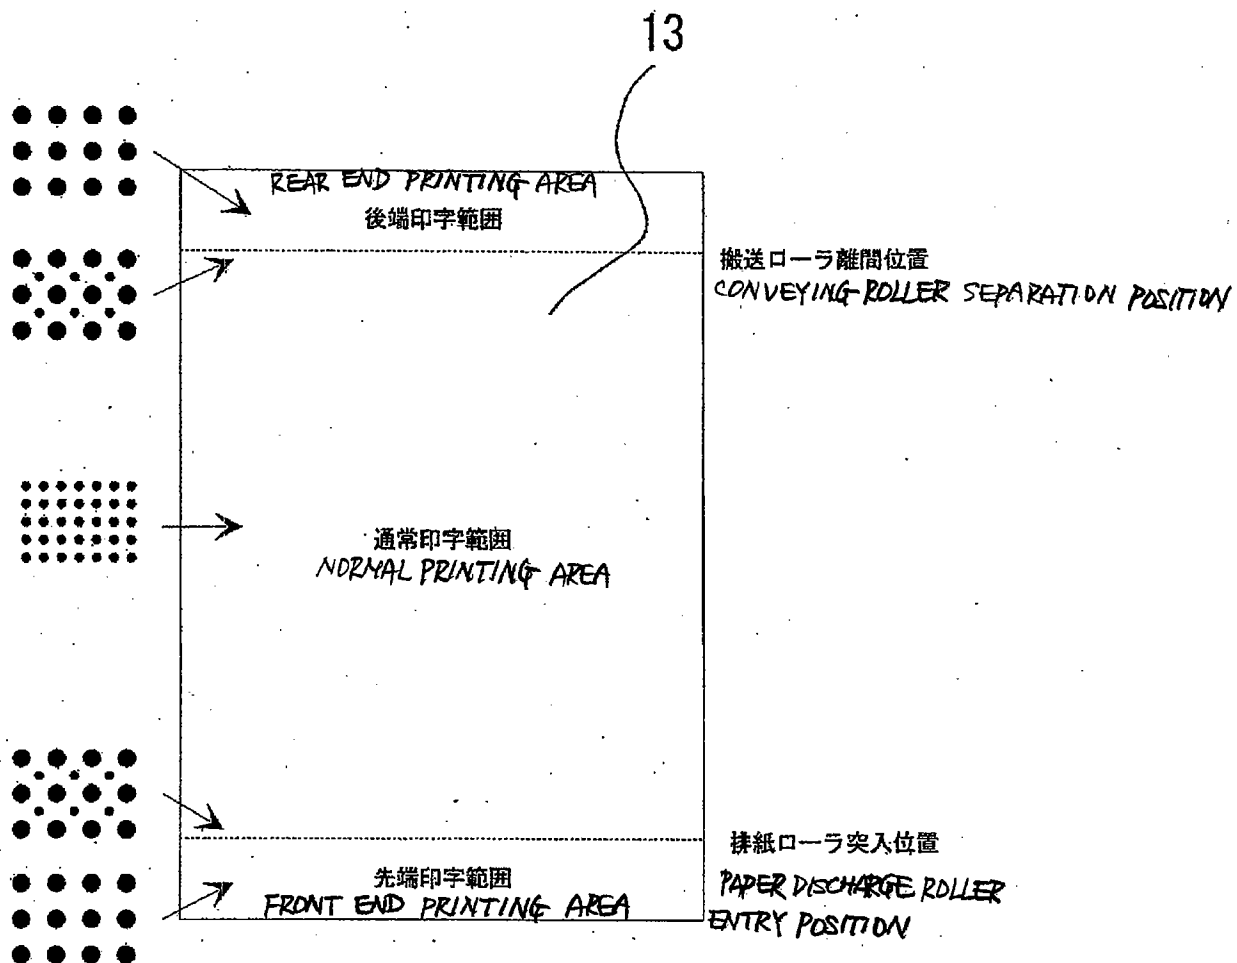 13
REAR END PRINTING AREA
後端印字範囲
搬送ローラ離間位置
CONVEYING ROLLER SEPARATION POSITION
通常印字範囲
NORMAL PRINTING AREA
排紙ローラ突入位置
PAPER DISCHARGE ROLLER
ENTRY POSITION
先端印字範囲
FRONT END PRINTING AREA